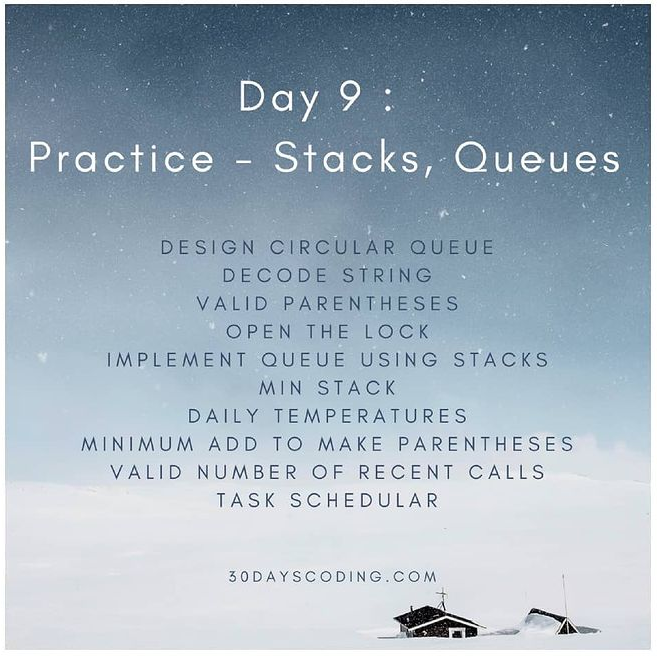 Day 9 :
Practice - Stacks, Queues
DESIGN CIRCULAR QUEUE
DECODE STRING
VALID PARENTHESES
OPEN THE LOCK
IMPLEMENT QUEUE USING STACKS
MIN STACK
DAILY TEMPERATURES
MINIMUM ADD TO MAKE PARENTHESES
VALID NUMBER OF RECENT CALLS
TASK SCHEDULAR
30DAYSCODING.COM